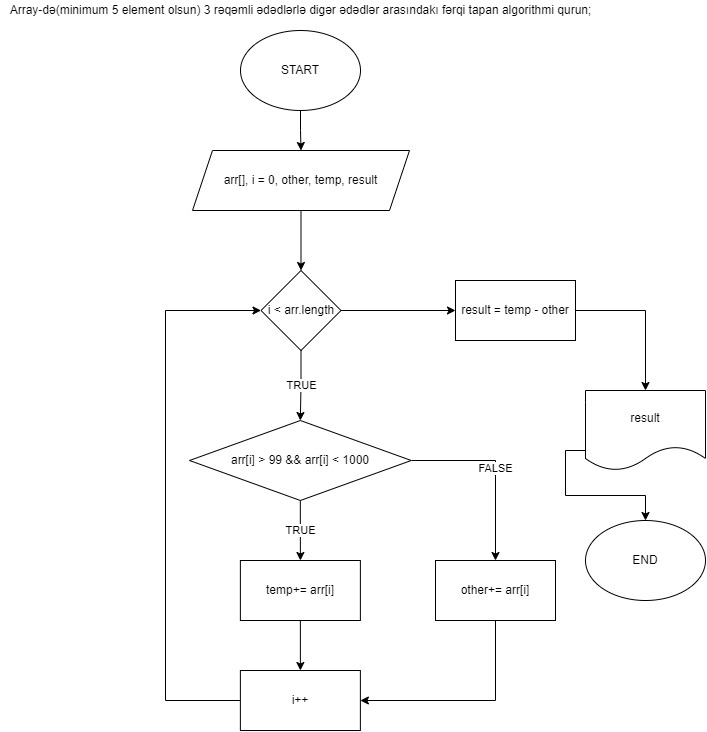 Array-də(minimum 5 element olsun) 3 rəqəmli ədədlərlə digər ədədlər arasındakı fərqi tapan algorithmi qurun;
START
arr[], i = 0, other, temp, result
i < arr.length
result = temp - other
TRUE
result
arr[i] > 99 && arr[i] < 1000
FALSE
TRUE
END
temp+= arr[i]
other+= arr[i]
i++